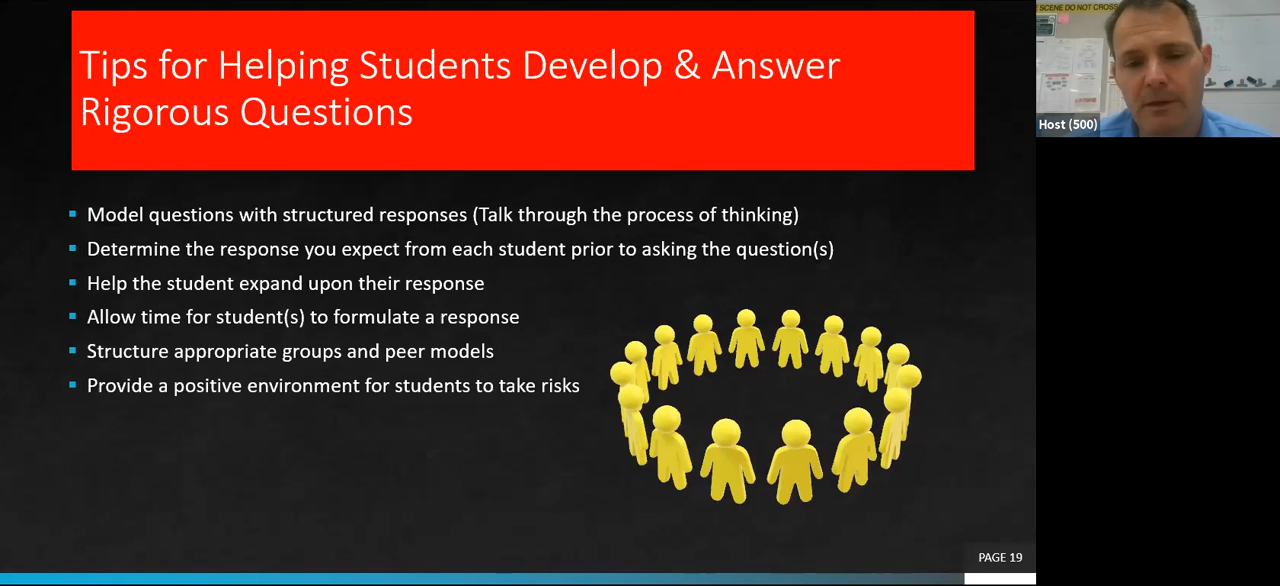 Tips for Helping Students Develop & Answer
Rigorous Questions
Model questions with structured responses (Talk through the process of thinking)
Determine the response you expect from each student prior to asking the question(s)
Help the student expand upon their response
Allow time for student(s) to formulate a response
Structure appropriate groups and peer models
Provide a positive environment for students to take risks
PAGE 19
SCENE DO NOT CROSS
Host (500)